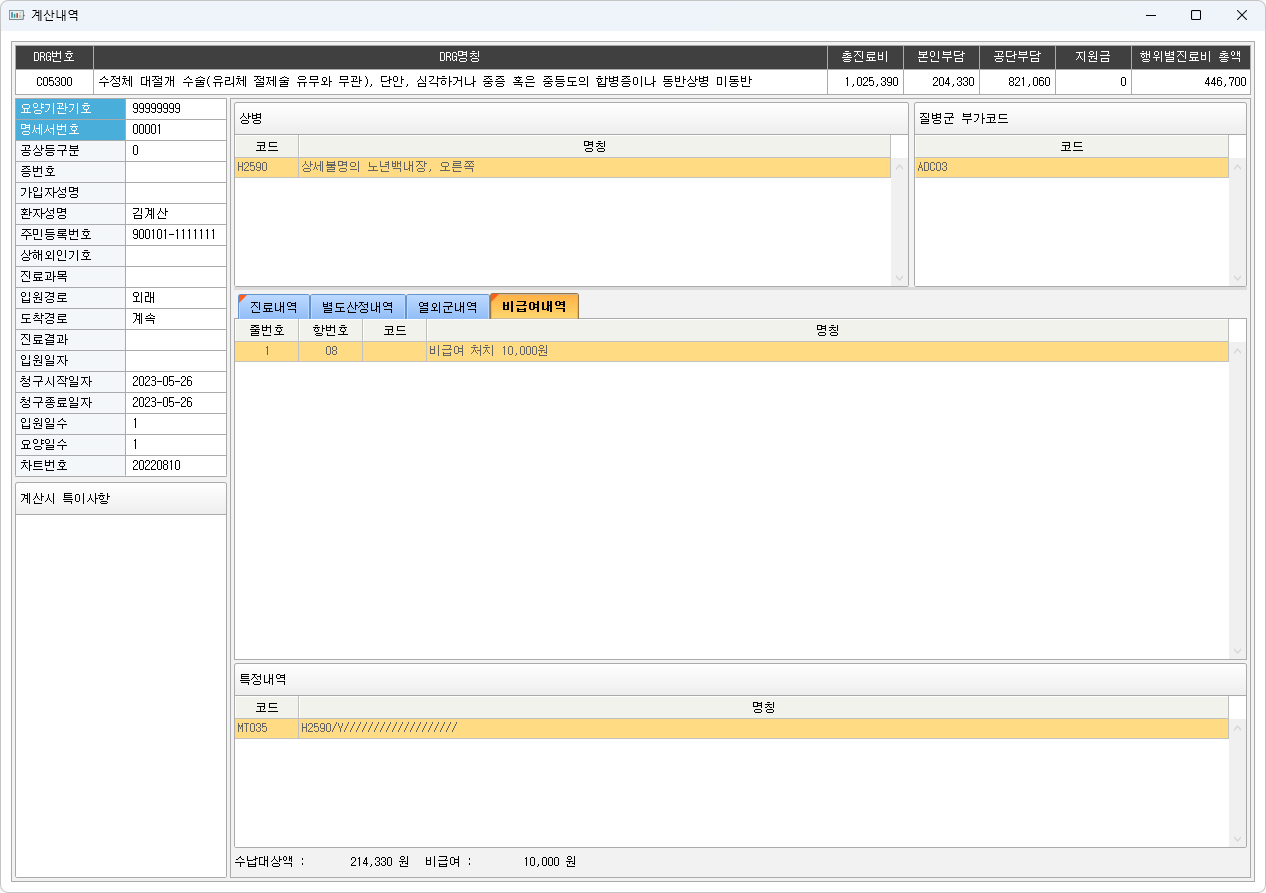 계산내역
DRG번호 DRG명칭 총진료비 본인부담 공단부담 지원금 행위별진료비 총액
C05300 수정체 대절개 수술(유리체 절제술 유무와 무관), 단안, 심각하거나 중증 혹은 중등도의 합병증이나 동반상병 미동반 1,025,390 204,330 821,060 0 446,700
요양기관기호 99999999
명세서번호 00001
공상등구분 0
증번호
가입자성명
환자성명 김계산
주민등록번호 900101-1111111
상해외인기호
진료과목
입원경로 외래
도착경로 계속
진료결과
입원일자
청구시작일자 2023-05-26
청구종료일자 2023-05-26
입원일수 1
요양일수 1
차트번호 20220810
계산시 특이사항
상병
코드 명칭
H2590 상세불명의 노년백내장, 오른쪽
질병군 부가코드
코드
ADC03
진료내역 별도산정내역 열외군내역 비급여내역
줄번호 항번호 코드 명칭
1 08 비급여 처치 10,000원
특정내역
코드 명칭
MT035 H2590/Y///////////////////
수납대상액 : 214,330 원 비급여 : 10,000 원